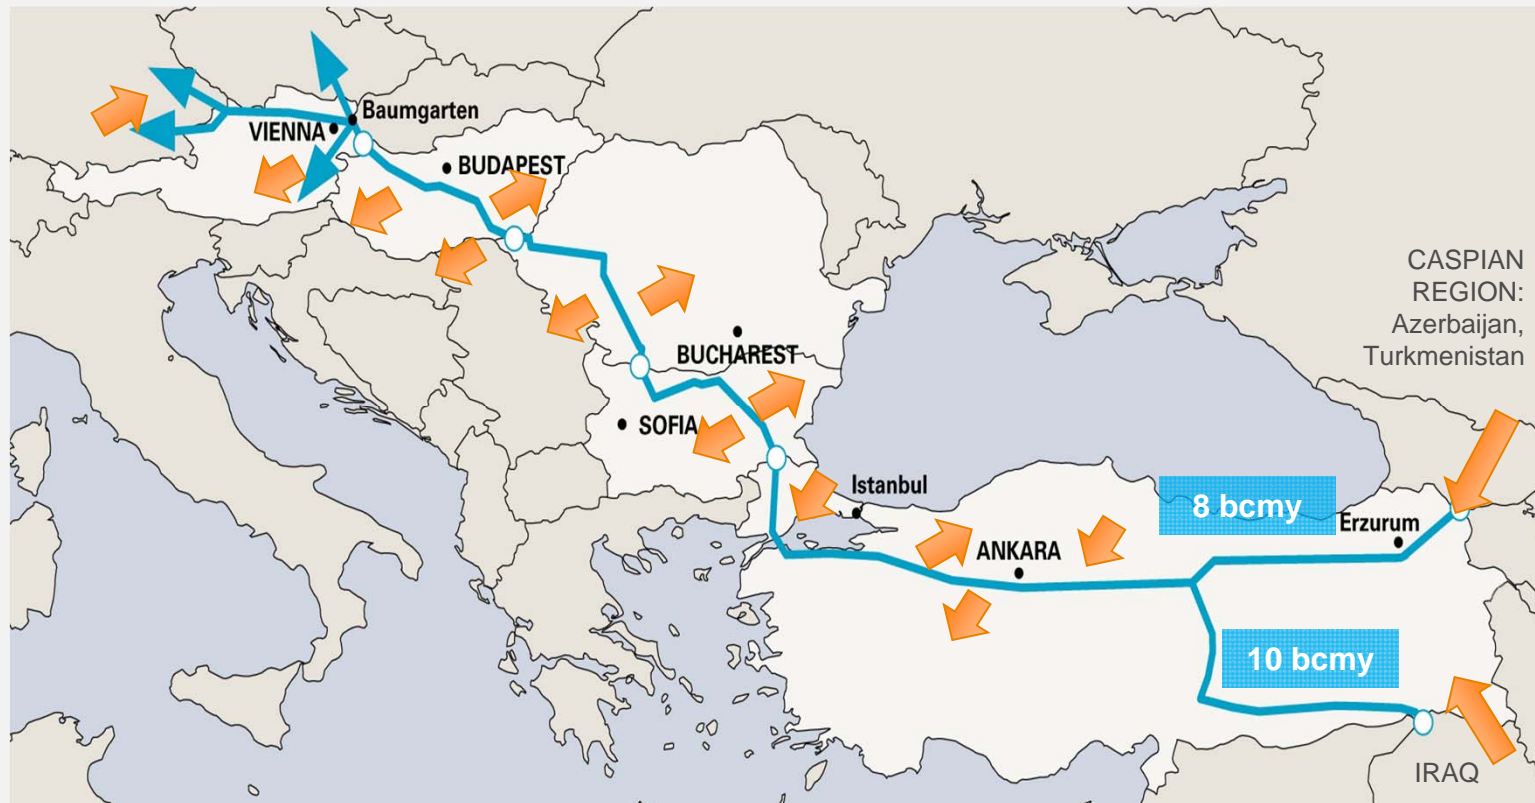 Baumgarten
VIENNA
BUDAPEST
CASPIAN
REGION:
Azerbaijan,
Turkmenistan
BUCHAREST
SOFIA
Istanbul
8 bcmy
Erzurum
ANKARA
10 bcmy
IRAQ